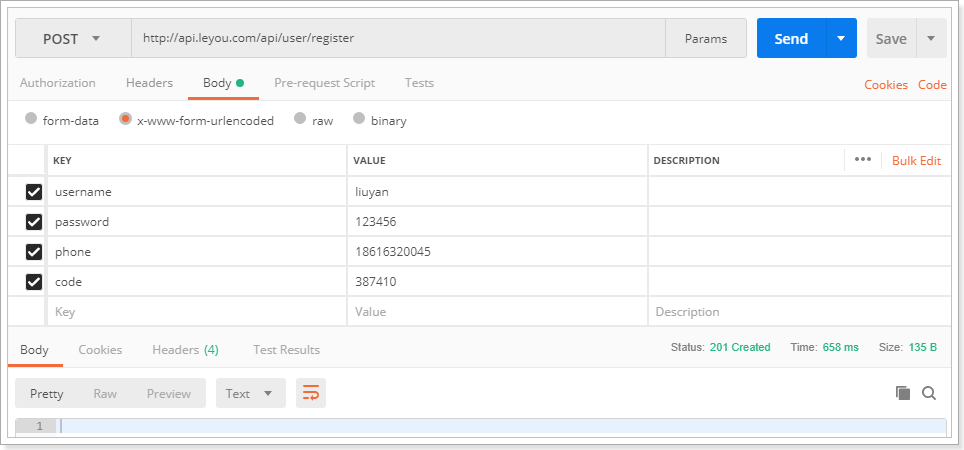 POST http://api.leyou.com/api/user/register Params Send Save
Authorization Headers Body Pre-request Script Tests Cookies Code
form-data x-www-form-urlencoded raw binary
KEY VALUE DESCRIPTION ••• Bulk Edit
username liuyan
password 123456
phone 18616320045
code 387410
Key Value Description
Body Cookies Headers (4) Test Results Status: 201 Created Time: 658 ms Size: 135 B
Pretty Raw Preview Text
1